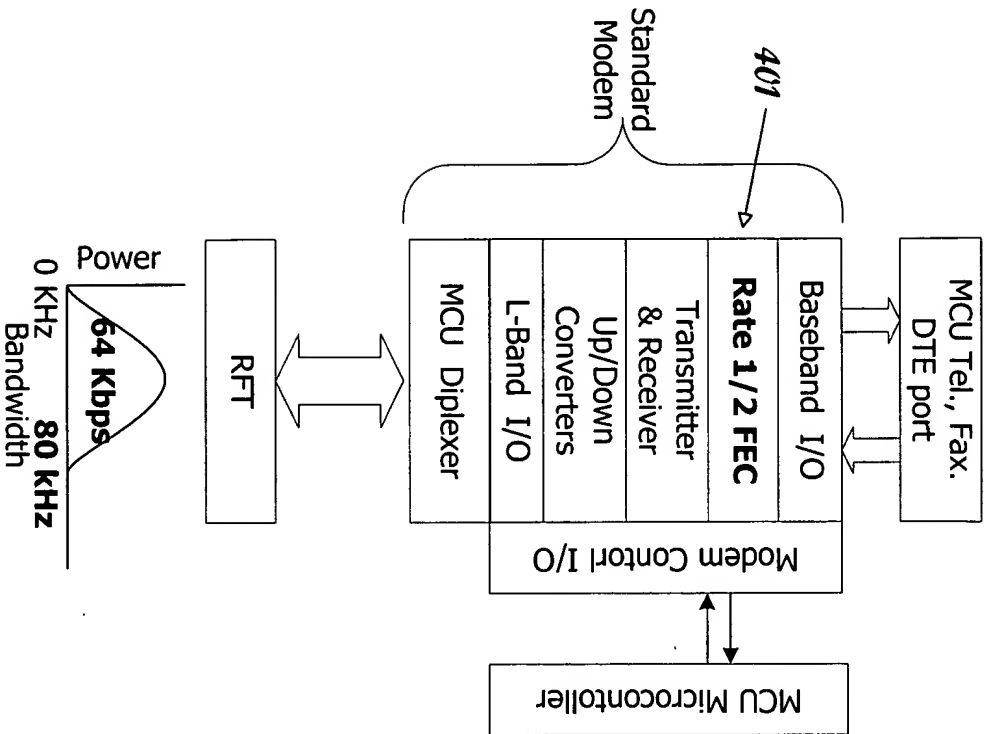 Standard
Modem
401
MCU Tel., Fax.
DTE port
Baseband I/O
Rate 1/2 FEC
Transmitter
& Receiver
Up/Down
Converters
L-Band I/O
MCU Diplexer
Modem Contorl I/O
MCU Microcontoller
RFT
Power
64 Kbps
0 KHz
80 kHz
Bandwidth